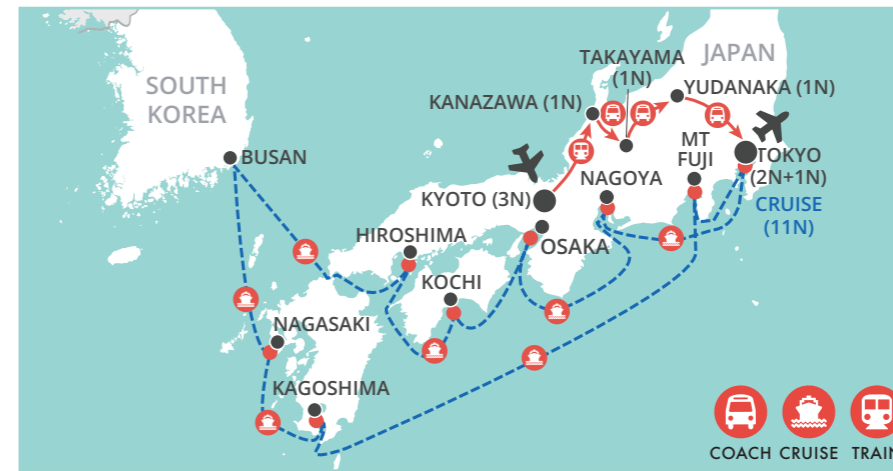 SOUTH
KOREA
BUSAN
JAPAN
TAKAYAMA
(1N)
YUDANAKA (1N)
KANAZAWA (1N)
MT
FUJI
TOKYO
(2N+1N)
CRUISE
(11N)
NAGOYA
KYOTO (3N)
OSAKA
HIROSHIMA
KOCHI
NAGASAKI
KAGOSHIMA
COACH CRUISE TRAIN